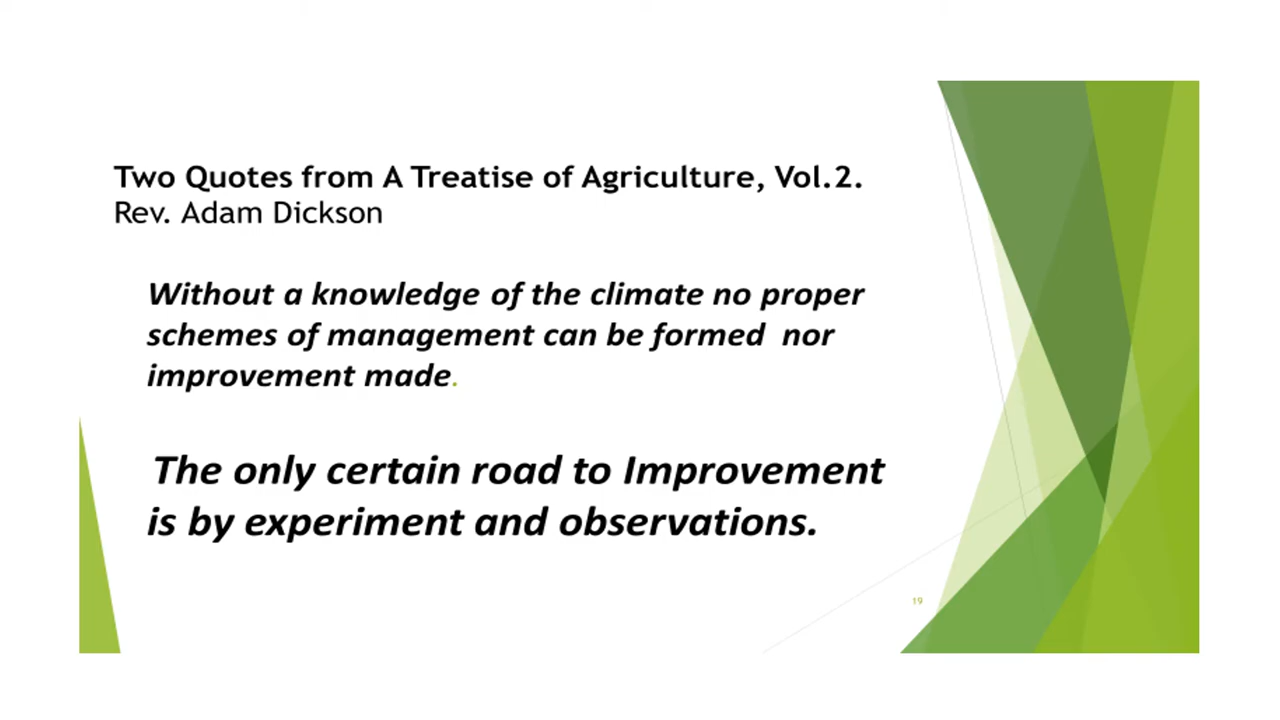 Two Quotes from A Treatise of Agriculture, Vol.2.
Rev. Adam Dickson
Without a knowledge of the climate no proper
schemes of management can be formed  nor
improvement made.
The only certain road to Improvement
is by experiment and observations.
19